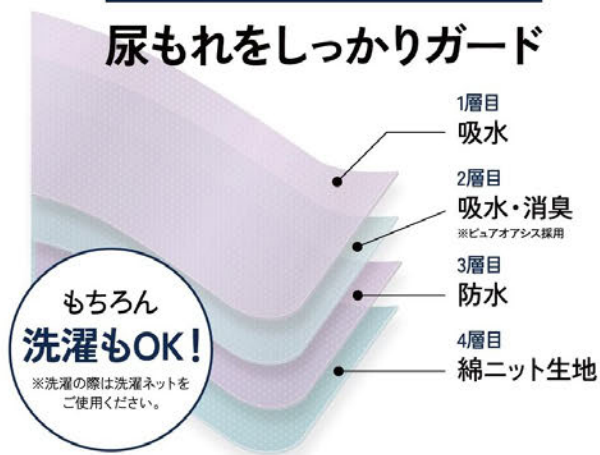 尿もれをしっかりガード
1層目
吸水
2層目
吸水・消臭
※ピュアオアシス採用
3層目
防水
4層目
綿ニット生地
もちろん
洗濯もOK!
※洗濯の際は洗濯ネットを
ご使用ください。